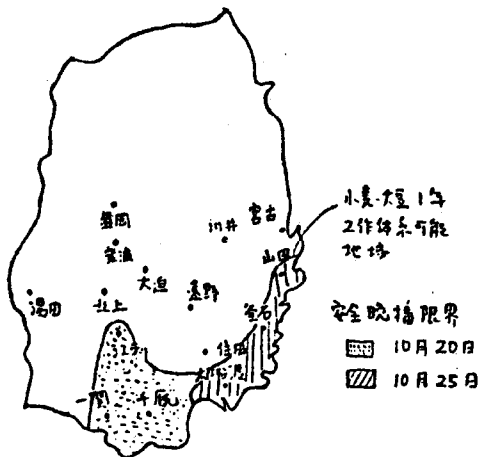 小麦・大豆1年
2作体系可能
地域
宮古
盛岡
川井
紫波
山田
大迫
遠野
湯田
北上
釜石
安全晩播限界
江刺
住田
10月20日
大船渡
一関
千厩
10月25日